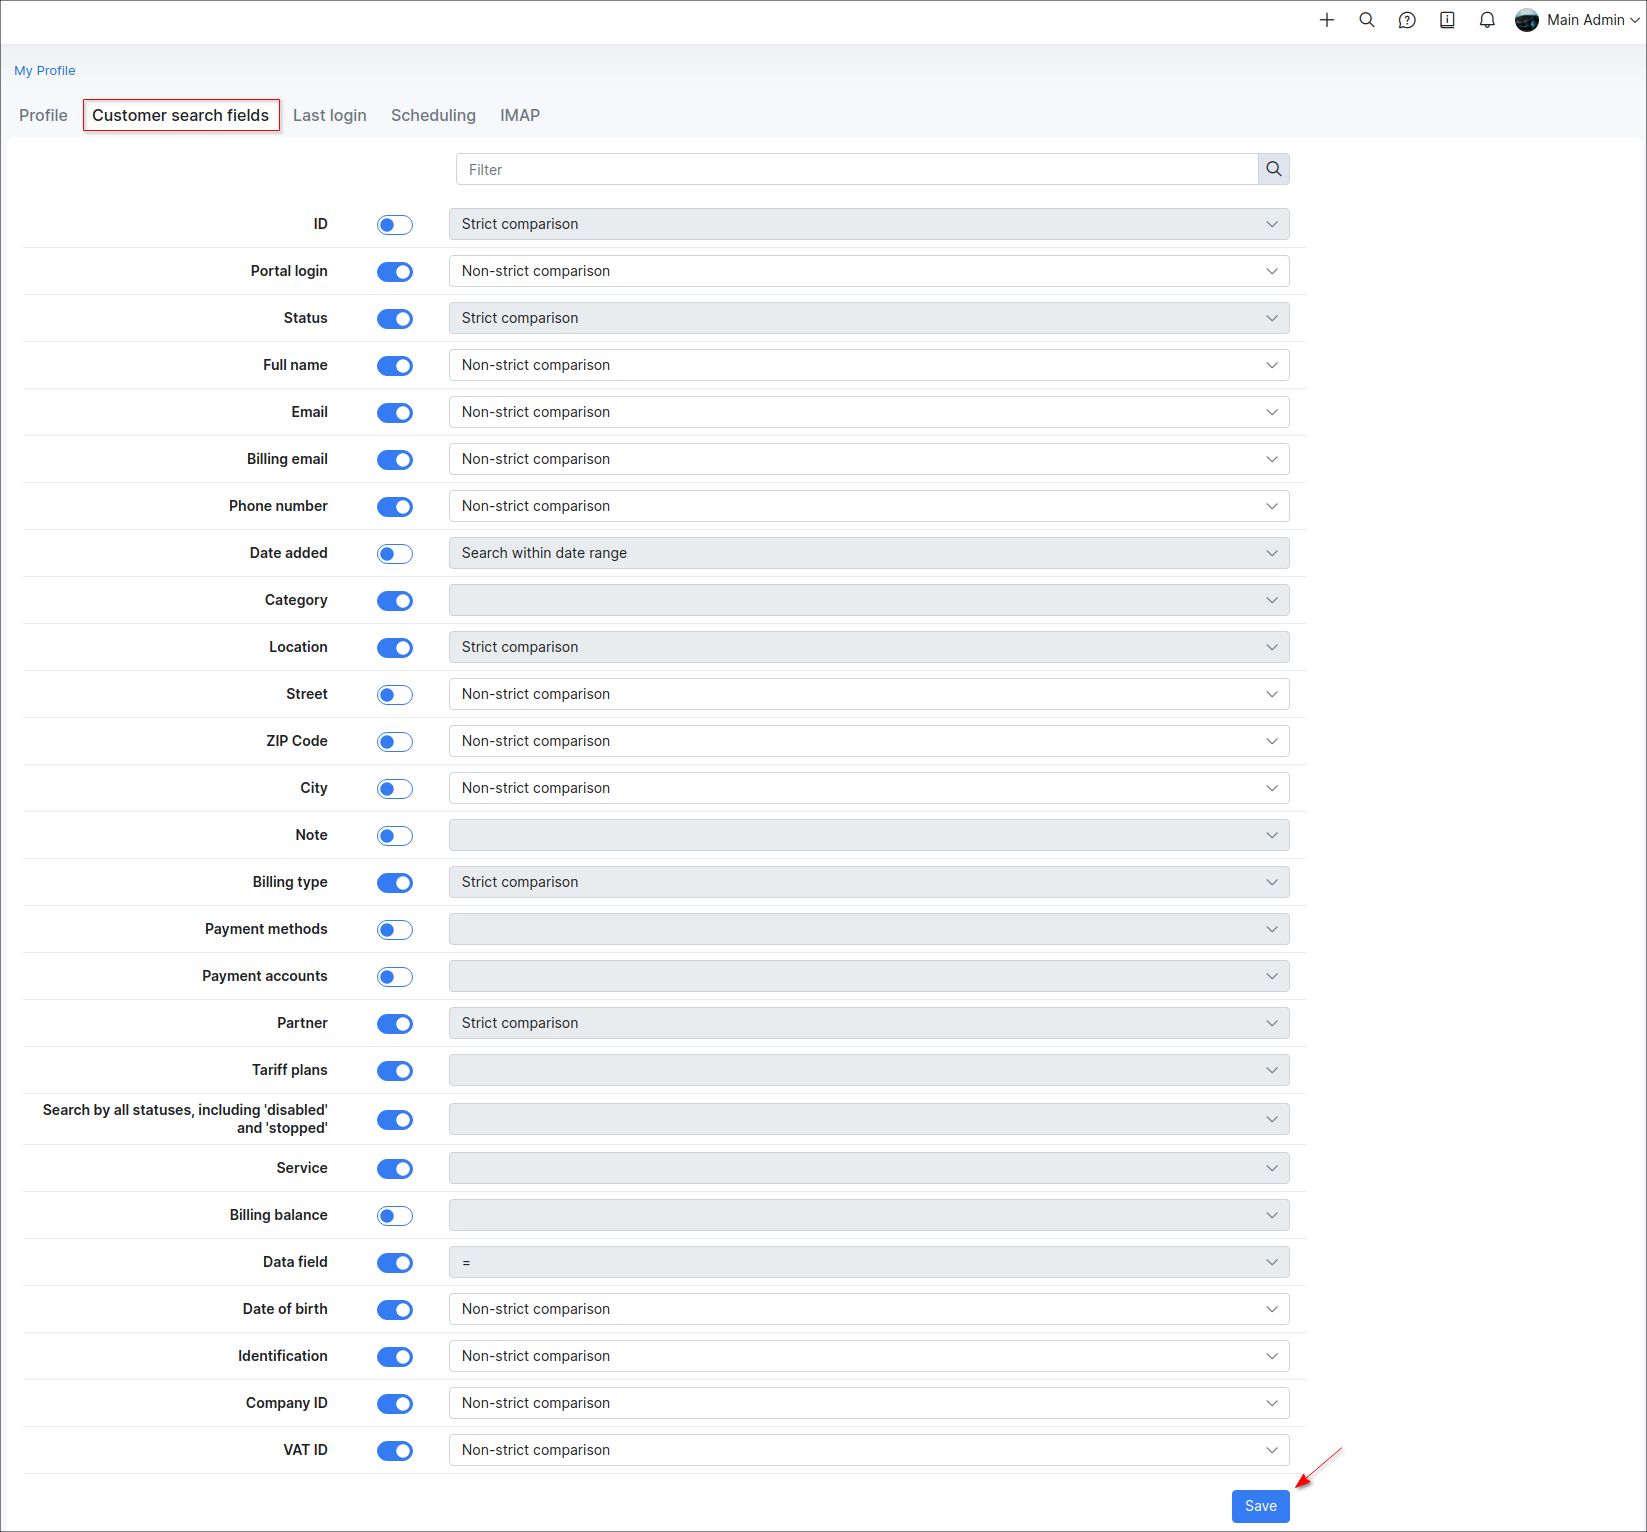 Main Admin
My Profile
Profile Customer search fields Last login Scheduling IMAP
Filter
ID Strict comparison
Portal login Non-strict comparison
Status Strict comparison
Full name Non-strict comparison
Email Non-strict comparison
Billing email Non-strict comparison
Phone number Non-strict comparison
Date added Search within date range
Category
Location Strict comparison
Street Non-strict comparison
ZIP Code Non-strict comparison
City Non-strict comparison
Note
Billing type Strict comparison
Payment methods
Payment accounts
Partner Strict comparison
Tariff plans
Search by all statuses, including 'disabled'
and 'stopped'
Service
Billing balance
Data field =
Date of birth Non-strict comparison
Identification Non-strict comparison
Company ID Non-strict comparison
VAT ID Non-strict comparison
Save